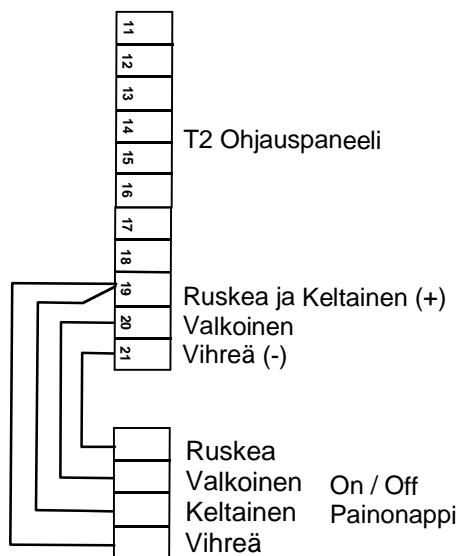 11
12
13
14
T2 Ohjauspaneeli
15
16
17
18
19
Ruskea ja Keltainen (+)
20
Valkoinen
21
Vihreä (-)
Ruskea
Valkoinen On / Off
Keltainen Painonappi
Vihreä